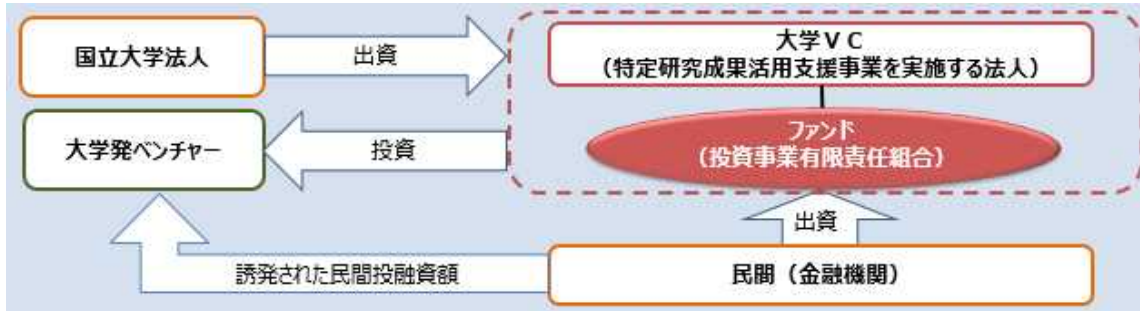 国立大学法人
出資
大学ＶＣ
（特定研究成果活用支援事業を実施する法人）
大学発ベンチャー
投資
ファンド
（投資事業有限責任組合）
出資
誘発された民間投融資額
民間（金融機関）